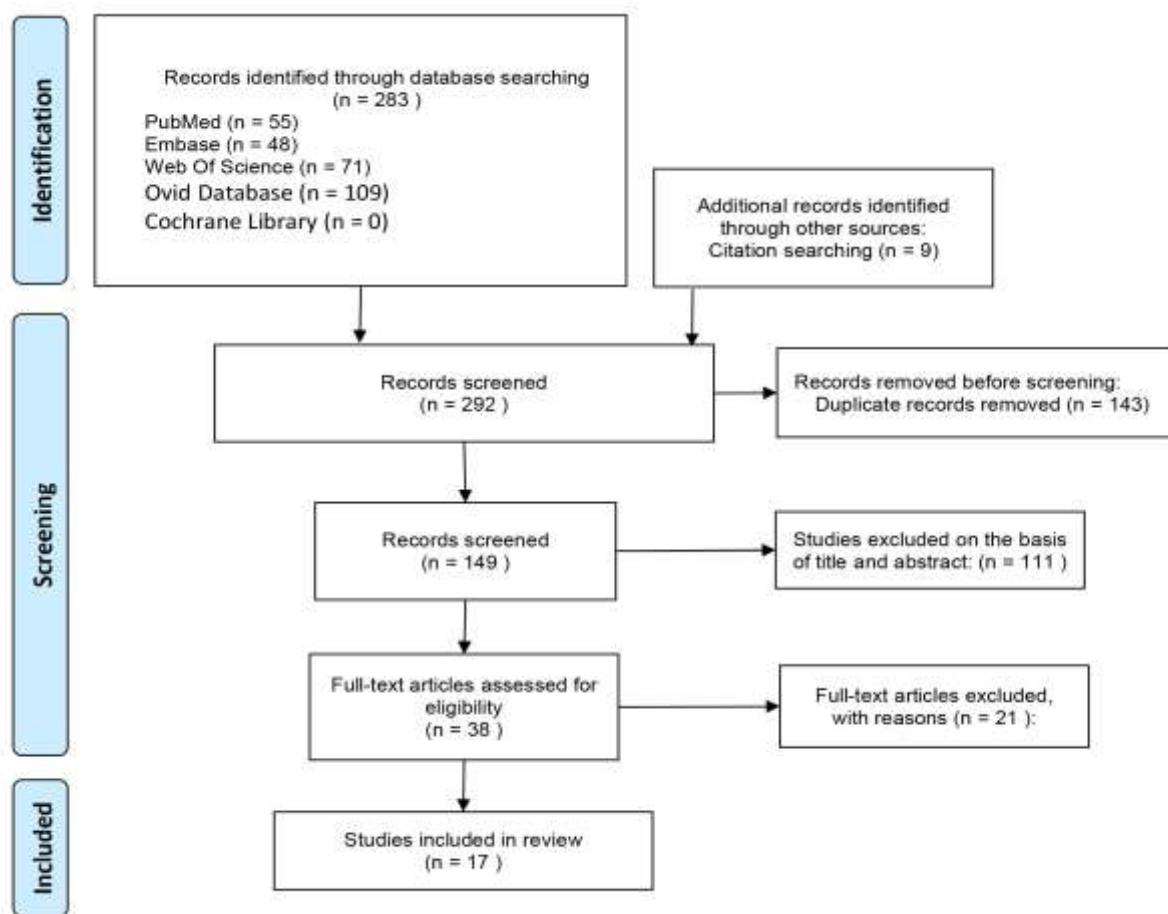 Identification
Records identified through database searching
(n = 283 )
PubMed (n = 55)
Embase (n = 48)
Web Of Science (n = 71)
Ovid Database (n = 109)
Cochrane Library (n = 0)
Additional records identified
through other sources:
Citation searching (n = 9)
Screening
Records screened
(n = 292 )
Records removed before screening:
Duplicate records removed (n = 143)
Records screened
(n = 149 )
Studies excluded on the basis
of title and abstract: (n = 111 )
Full-text articles assessed for
eligibility
(n = 38 )
Full-text articles excluded,
with reasons (n = 21 ):
Included
Studies included in review
(n = 17 )